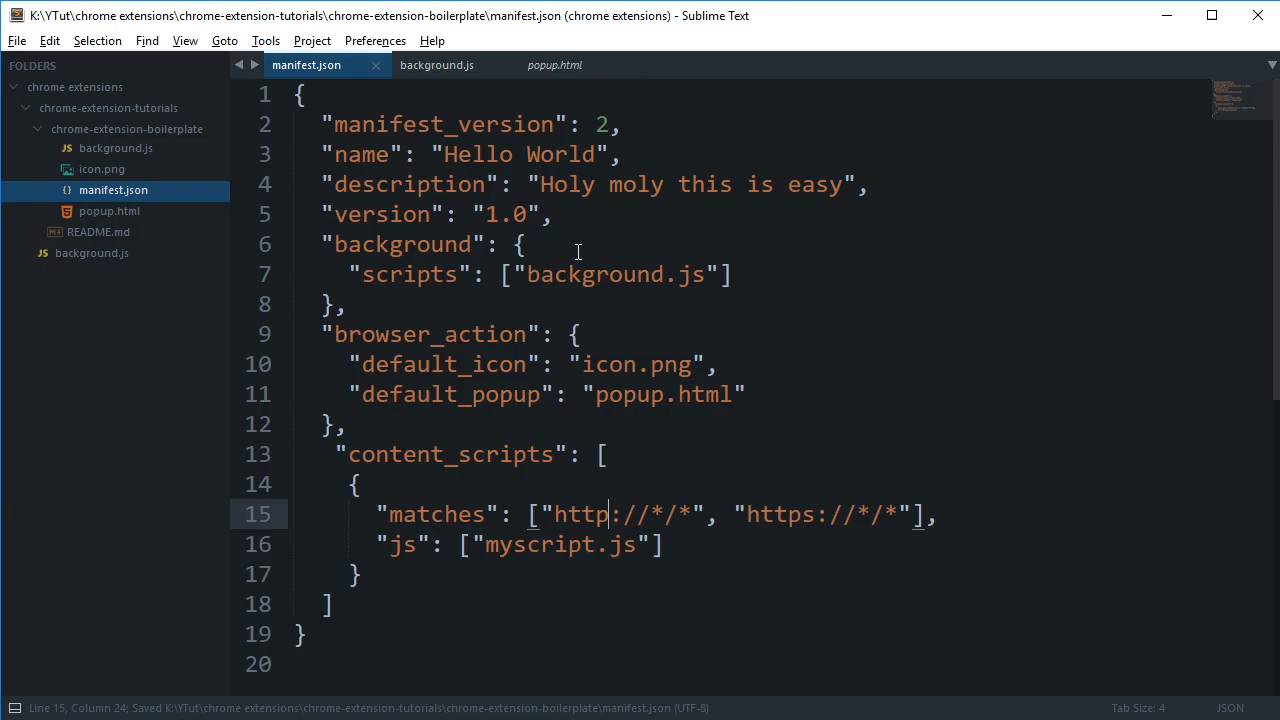 K:\YTut\chrome extensions\chrome-extension-tutorials\chrome-extension-boilerplate\manifest.json (chrome extensions) - Sublime Text
File Edit Selection Find View Goto Tools Project Preferences Help
FOLDERS
chrome extensions
chrome-extension-tutorials
chrome-extension-boilerplate
JS background.js
icon.png
{} manifest.json
popup.html
README.md
JS background.js
manifest.json background.js popup.html
1 {
2 "manifest_version": 2,
3 "name": "Hello World",
4 "description": "Holy moly this is easy",
5 "version": "1.0",
6 "background": {
7 "scripts": ["background.js"]
8 },
9 "browser_action": {
10 "default_icon": "icon.png",
11 "default_popup": "popup.html"
12 },
13 "content_scripts": [
14 {
15 "matches": ["http://*/*", "https://*/*"],
16 "js": ["myscript.js"]
17 }
18 ]
19 }
20
Line 15, Column 24; Saved K:\YTut\chrome extensions\chrome-extension-tutorials\chrome-extension-boilerplate\manifest.json (UTF-8) Tab Size: 4 JSON